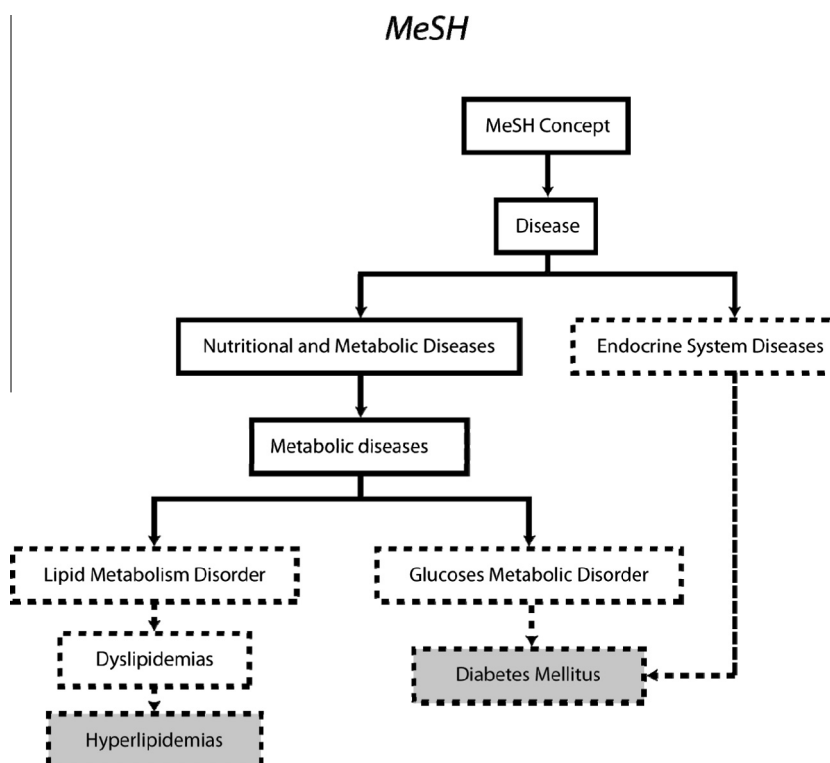 MeSH
MeSH Concept
Disease
Nutritional and Metabolic Diseases
Endocrine System Diseases
Metabolic diseases
Lipid Metabolism Disorder
Glucoses Metabolic Disorder
Dyslipidemias
Diabetes Mellitus
Hyperlipidemias